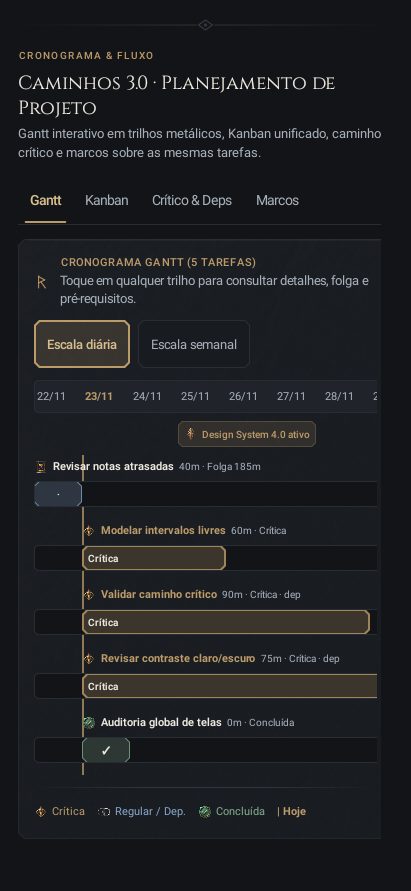 CRONOGRAMA & FLUXO
Caminhos 3.0 · Planejamento de
Projeto
Gantt interativo em trilhos metálicos, Kanban unificado, caminho
crítico e marcos sobre as mesmas tarefas.
Gantt Kanban Crítico & Deps Marcos
CRONOGRAMA GANTT (5 TAREFAS)
Toque em qualquer trilho para consultar detalhes, folga e
pré-requisitos.
Escala diária Escala semanal
22/11 23/11 24/11 25/11 26/11 27/11 28/11 2
Design System 4.0 ativo
Revisar notas atrasadas 40m · Folga 185m
·
Modelar intervalos livres 60m · Crítica
Crítica
Validar caminho crítico 90m · Crítica · dep
Crítica
Revisar contraste claro/escuro 75m · Crítica · dep
Crítica
Auditoria global de telas 0m · Concluída
✓
Crítica Regular / Dep. Concluída | Hoje